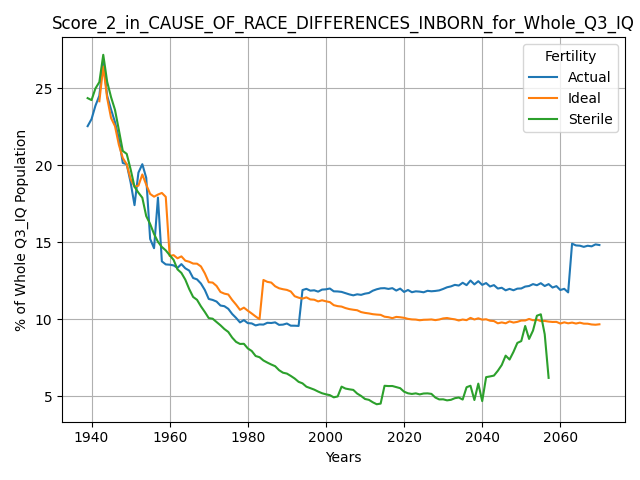 Score_2_in_CAUSE_OF_RACE_DIFFERENCES_INBORN_for_Whole_Q3_IQ
Fertility
Actual
Ideal
Sterile
% of Whole Q3_IQ Population
25
20
15
10
5
1940 1960 1980 2000 2020 2040 2060
Years